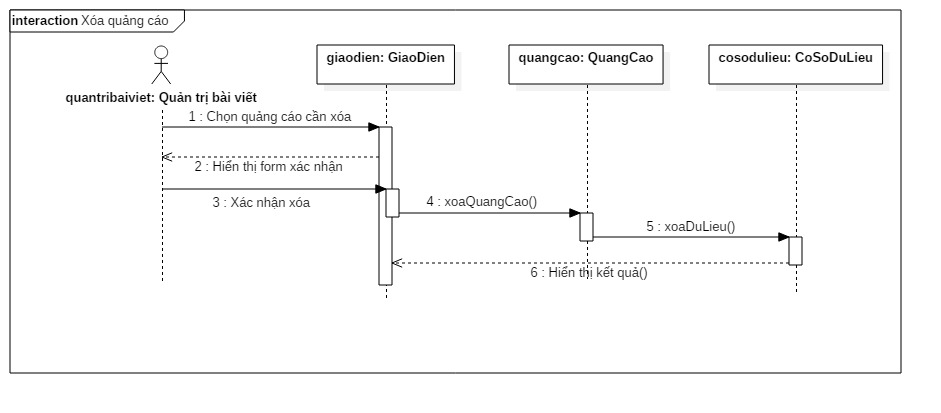 interaction Xóa quảng cáo
giaodien: GiaoDien
quangcao: QuangCao
cosodulieu: CoSoDuLieu
quantribaiviet: Quản trị bài viết
1 : Chọn quảng cáo cần xóa
2 : Hiển thị form xác nhận
3 : Xác nhận xóa
4 : xoaQuangCao()
5 : xoaDuLieu()
6 : Hiển thị kết quả()